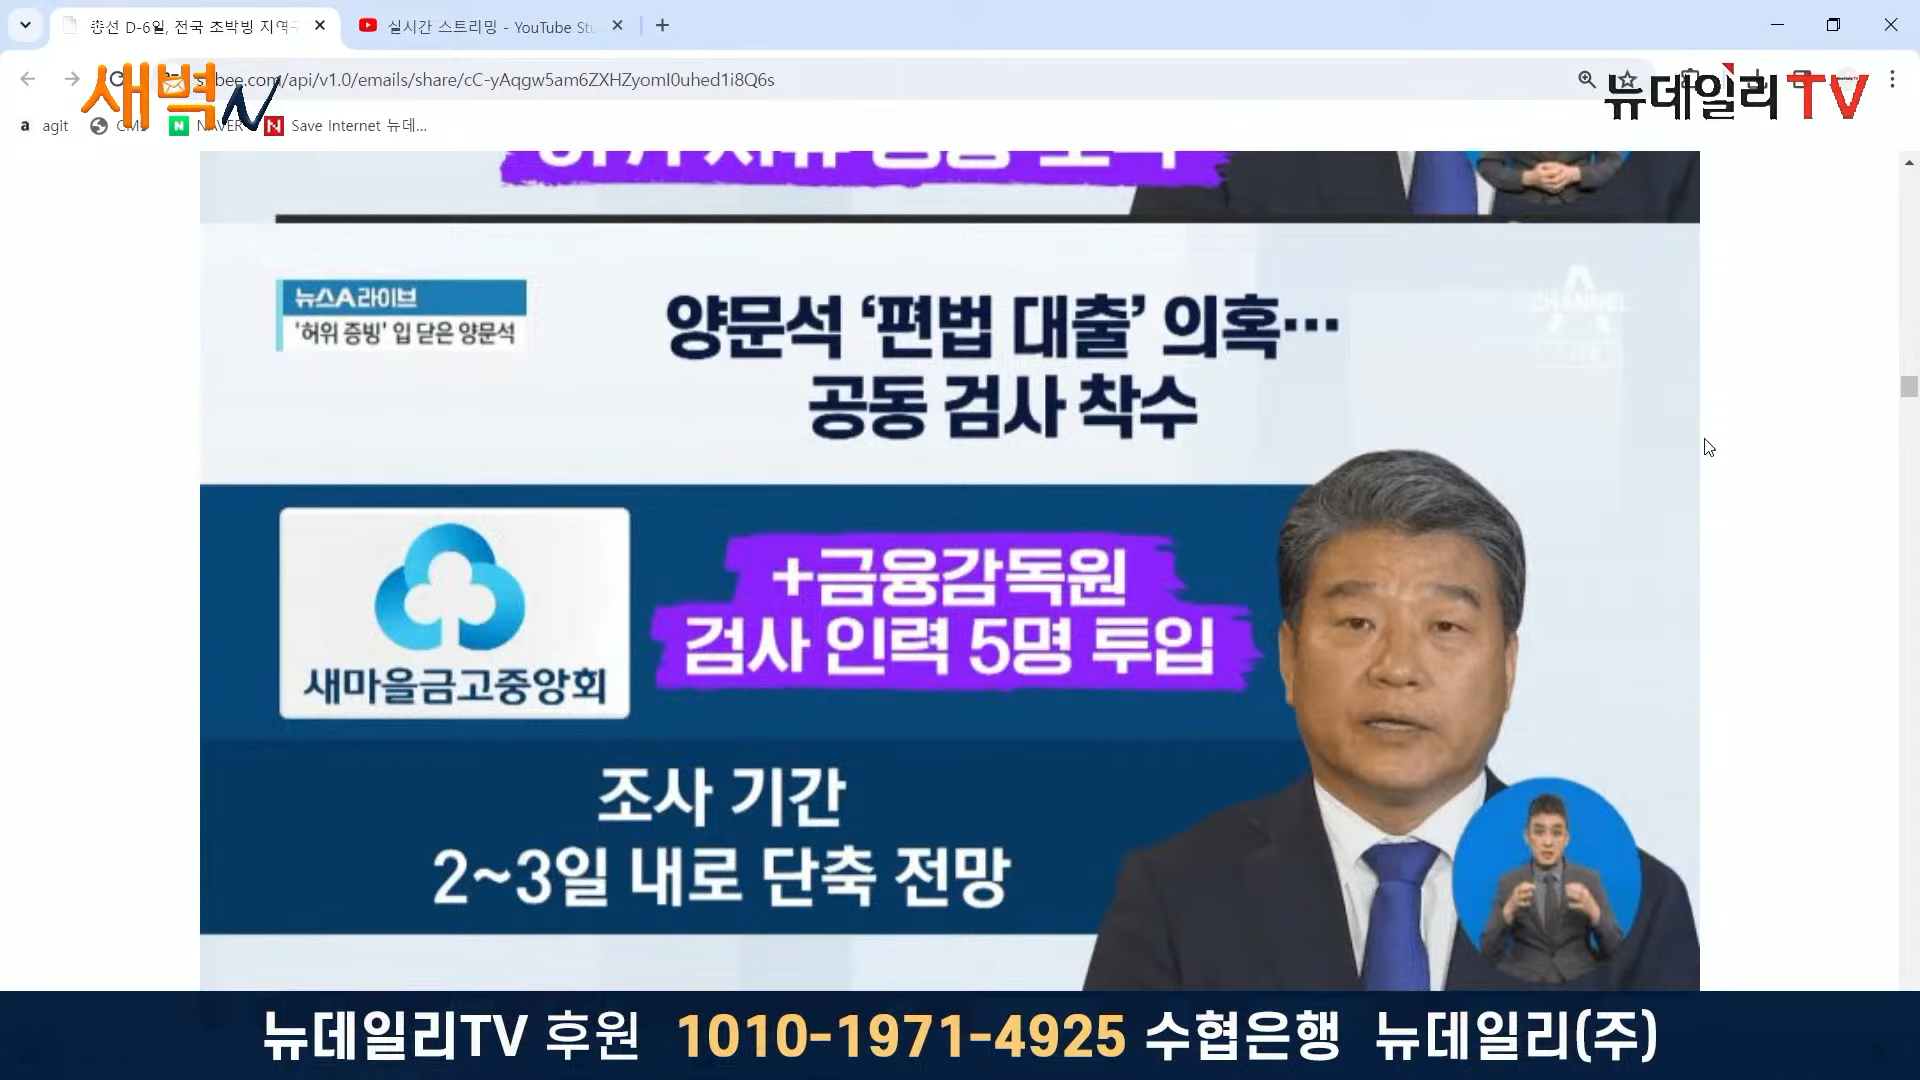 총선 D-6일, 전국 초박빙 지역구
실시간 스트리밍 - YouTube Stu
새벽N
bee.com/api/v1.0/emails/share/cC-yAqgw5am6ZXHZyomI0uhed1i8Q6s
뉴데일리TV
agit
CMS
NAVER
Save Internet 뉴데...
뉴스A 라이브
'허위 증빙' 입 닫은 양문석
양문석 ‘편법 대출’ 의혹…
공동 검사 착수
CHANNEL A
새마을금고중앙회
+금융감독원
검사 인력 5명 투입
조사 기간
2~3일 내로 단축 전망
뉴데일리TV 후원 1010-1971-4925 수협은행 뉴데일리(주)